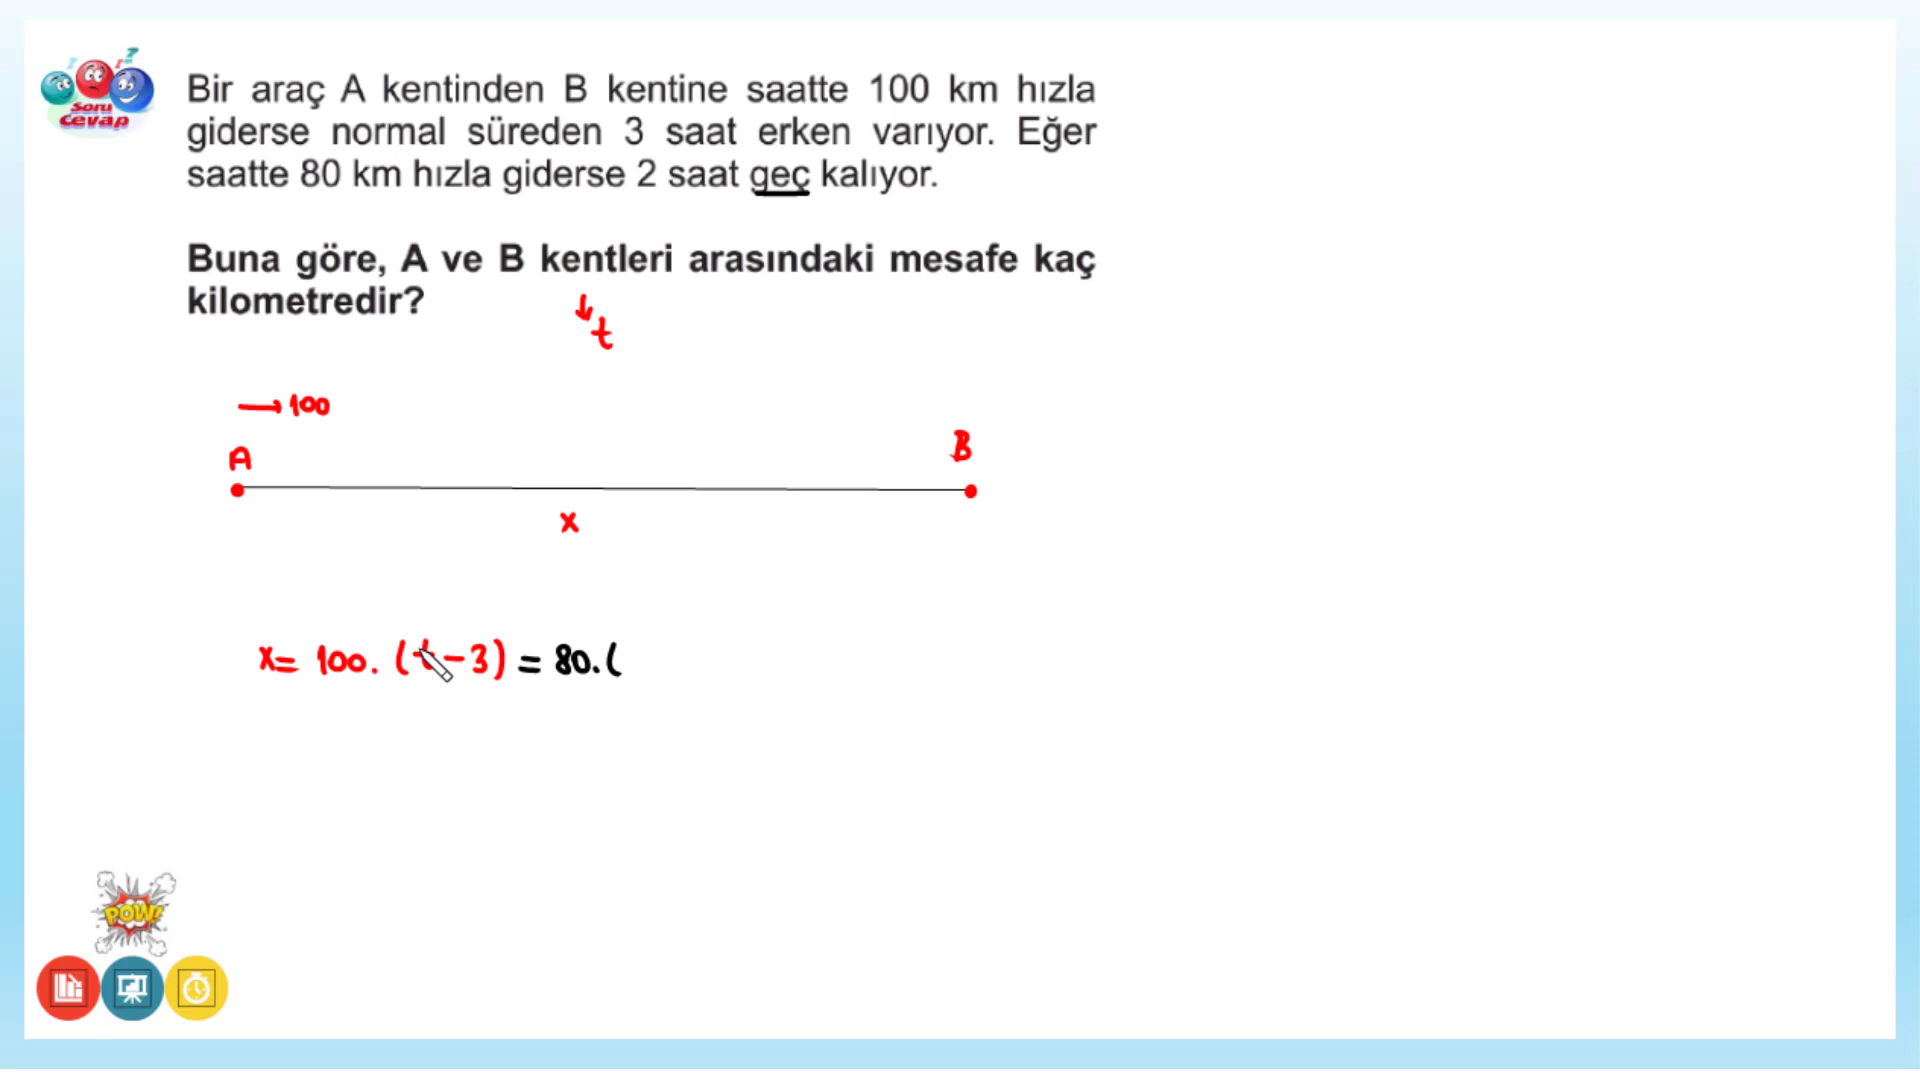 Soru
cevap
Bir araç A kentinden B kentine saatte 100 km hızla
giderse normal süreden 3 saat erken varıyor. Eğer
saatte 80 km hızla giderse 2 saat geç kalıyor.
Buna göre, A ve B kentleri arasındaki mesafe kaç
kilometredir?
t
100
A
B
x
x = 100. (t-3) = 80. (
POW!